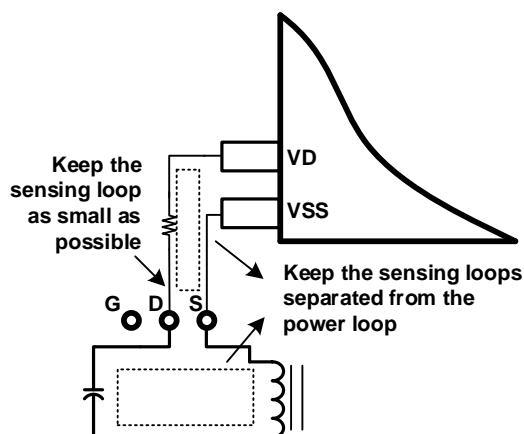 VD
Keep the
sensing loop
as small as
possible
VSS
Keep the sensing loops
separated from the
power loop
G D S